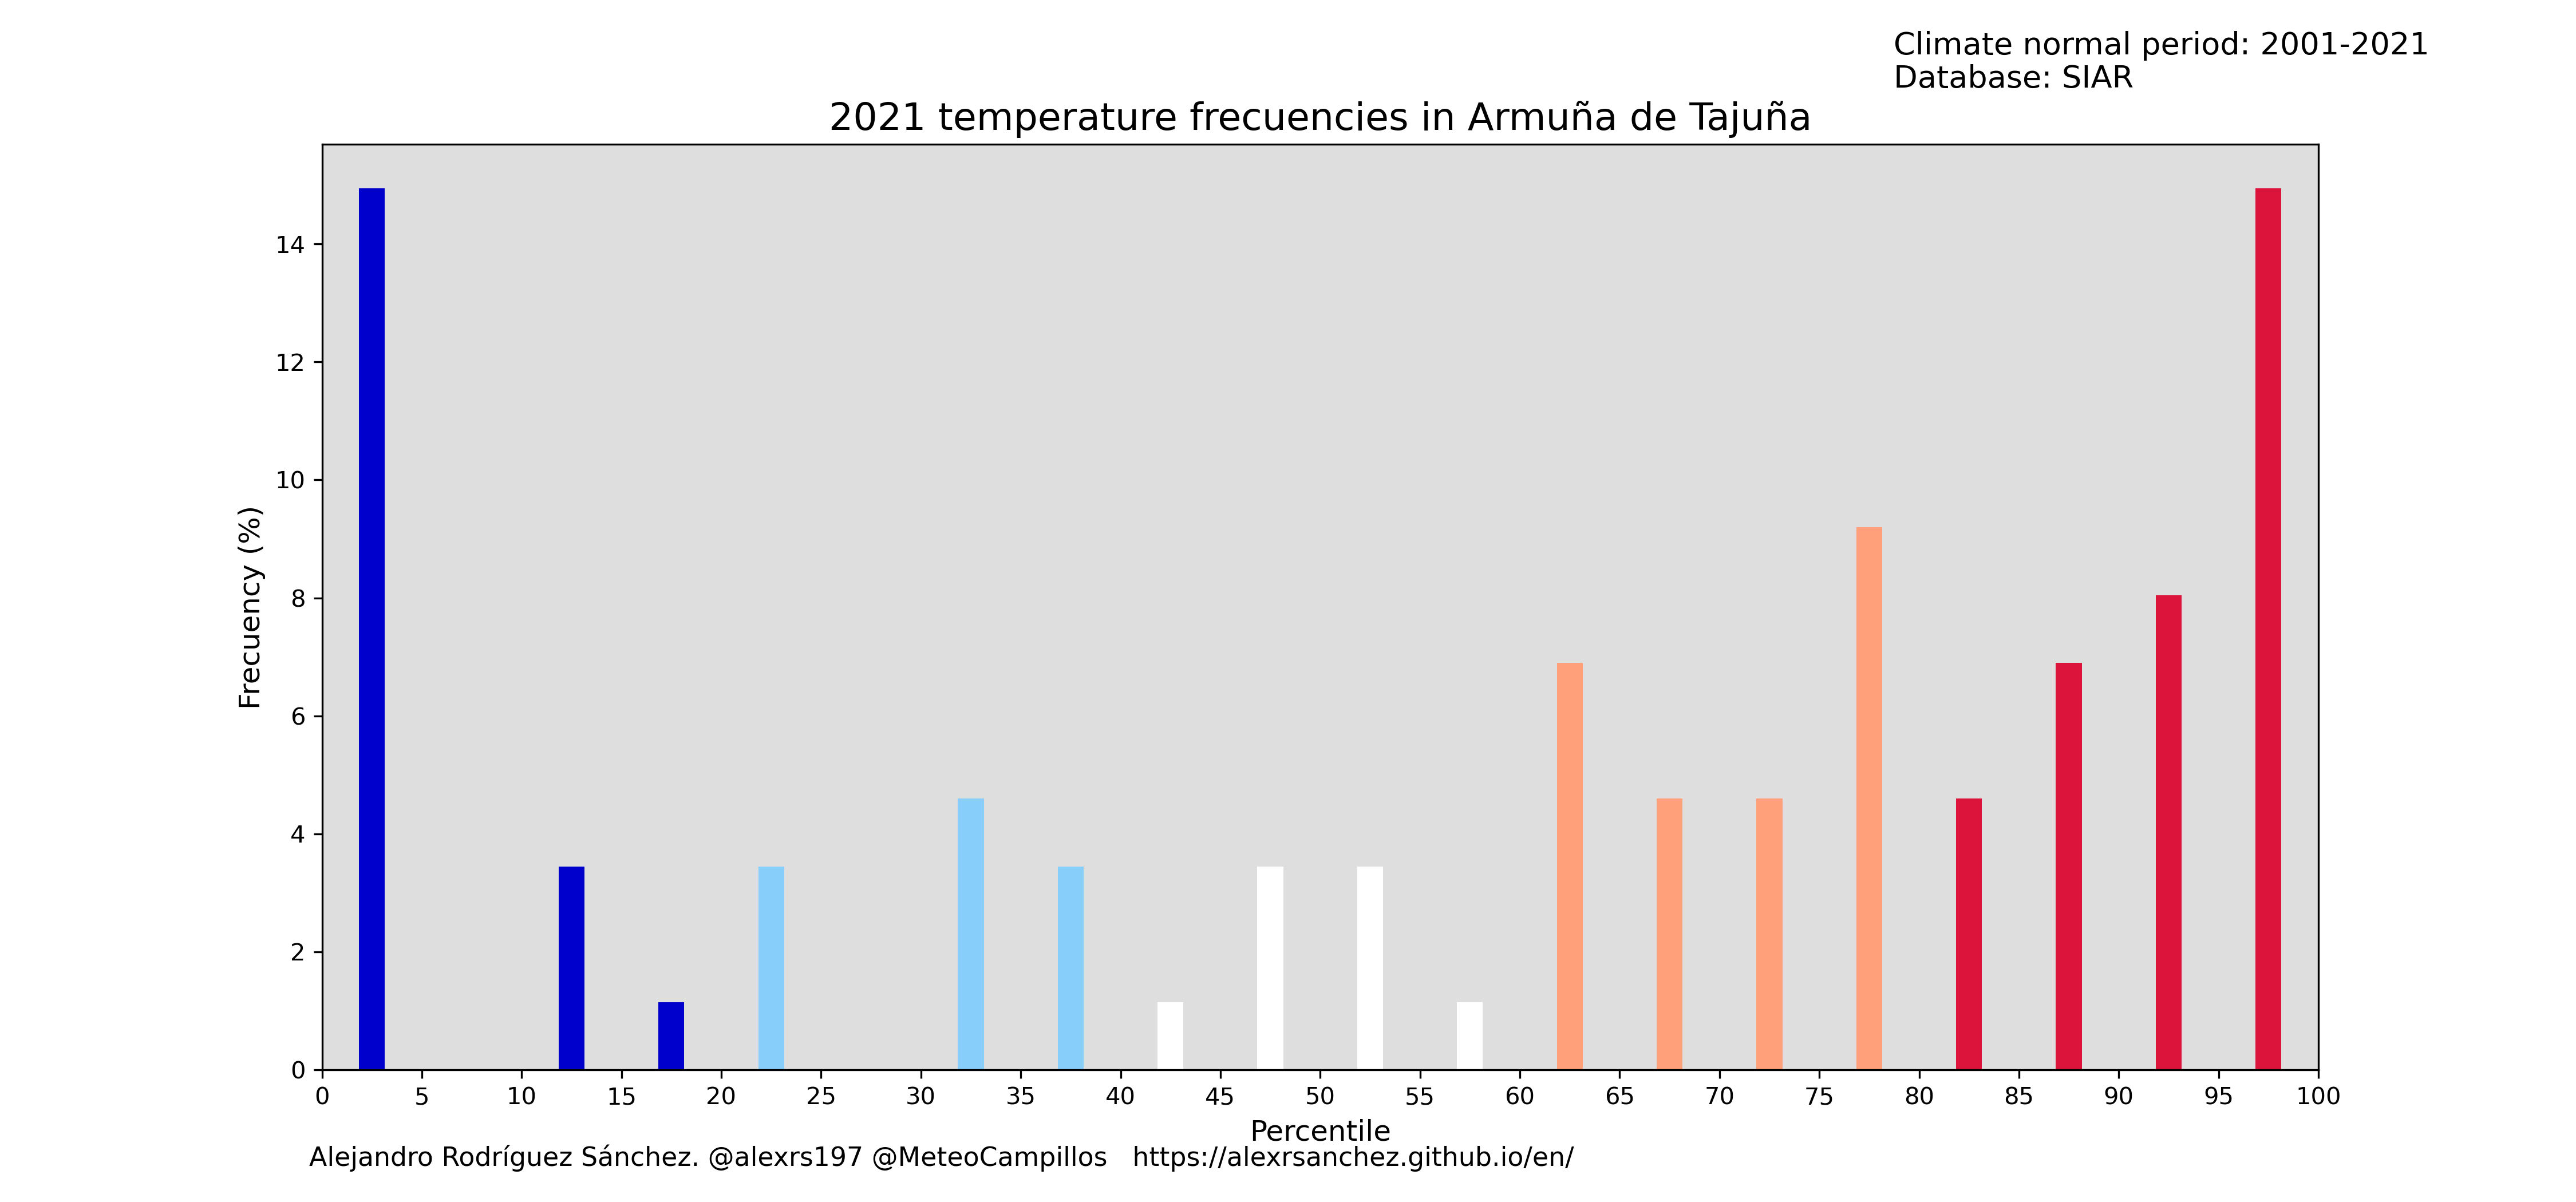 Climate normal period: 2001-2021
Database: SIAR
2021 temperature frecuencies in Armuña de Tajuña
Frecuency (%)
14
12
10
8
6
4
2
0
0 5 10 15 20 25 30 35 40 45 50 55 60 65 70 75 80 85 90 95 100
Percentile
Alejandro Rodríguez Sánchez. @alexrs197 @MeteoCampillos https://alexrsanchez.github.io/en/